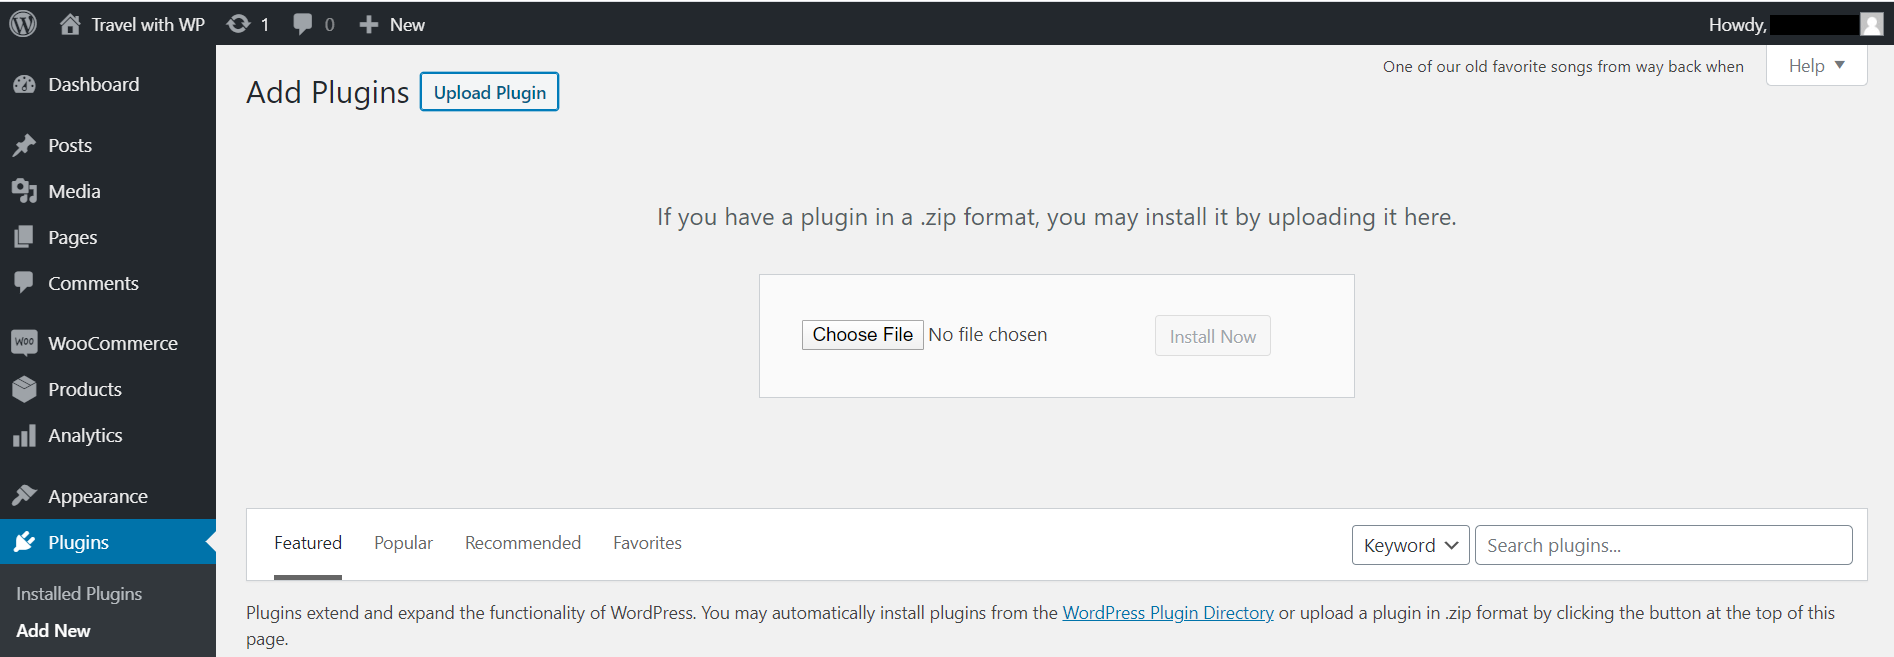 Travel with WP 1 0 New Howdy,
Dashboard
Posts
Media
Pages
Comments
WOO WooCommerce
Products
Analytics
Appearance
Plugins
Installed Plugins
Add New
One of our old favorite songs from way back when Help
Add Plugins Upload Plugin
If you have a plugin in a .zip format, you may install it by uploading it here.
Choose File No file chosen Install Now
Featured Popular Recommended Favorites Keyword Search plugins...
Plugins extend and expand the functionality of WordPress. You may automatically install plugins from the WordPress Plugin Directory or upload a plugin in .zip format by clicking the button at the top of this
page.